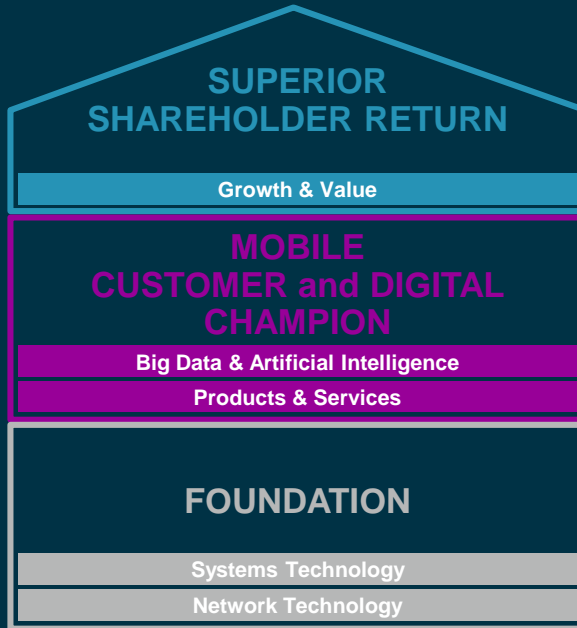 SUPERIOR
SHAREHOLDER RETURN
Growth & Value
MOBILE
CUSTOMER and DIGITAL
CHAMPION
Big Data & Artificial Intelligence
Products & Services
FOUNDATION
Systems Technology
Network Technology